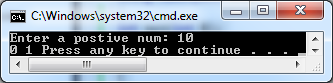 C:\Windows\system32\cmd.exe
Enter a postive num: 10
0 1 Press any key to continue . . .